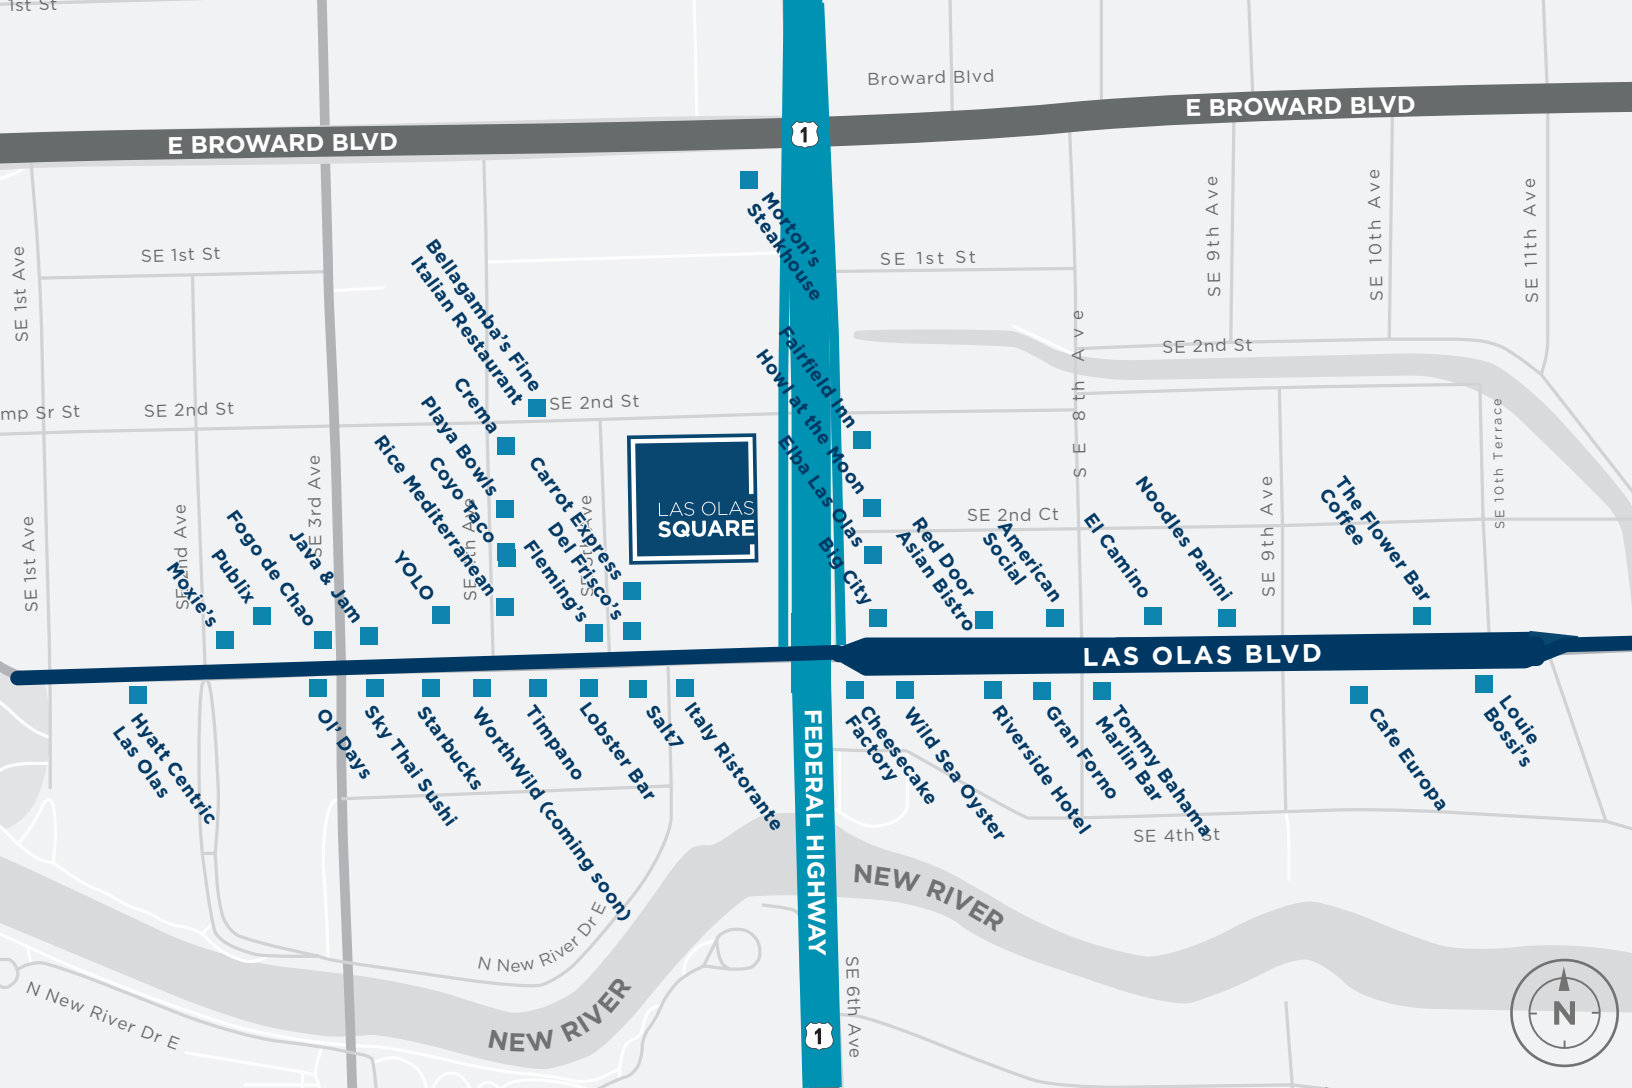 1st St
Broward Blvd
E BROWARD BLVD
E BROWARD BLVD
1
Morton's
Steakhouse
SE 1st Ave
SE 1st St
SE 1st St
SE 9th Ave
SE 10th Ave
SE 11th Ave
Bellagamba's Fine
Italian Restaurant
SE 8th Ave
SE 2nd St
Fairfield Inn
Howl at the Moon
Elba Las Olas
Big City
mp Sr St
SE 2nd St
SE 2nd St
Crema
Playa Bowls
Coyo Taco
Rice Mediterranean
Carrot Express
Del Frisco's
Fleming's
LAS OLAS
SQUARE
SE 10th Terrace
SE 3rd Ave
SE 1st Ave
SE 2nd Ave
Moxie's
Publix
Fogo de Chao
Java & Jam
YOLO
Red Door
Asian Bistro
SE 2nd Ct
American
Social
El Camino
Noodles Panini
SE 9th Ave
The Flower Bar
Coffee
LAS OLAS BLVD
Hyatt Centric
Las Olas
Ol' Days
Sky Thai Sushi
Starbucks
WorthWild (coming soon)
Timpano
Lobster Bar
Salt7
Italy Ristorante
FEDERAL HIGHWAY
Cheesecake
Factory
Wild Sea Oyster
Riverside Hotel
Gran Forno
Tommy Bahama
Marlin Bar
SE 4th St
Cafe Europa
Louie
Bossi's
NEW RIVER
N New River Dr E
NEW RIVER
N New River Dr E
SE 6th Ave
1
N